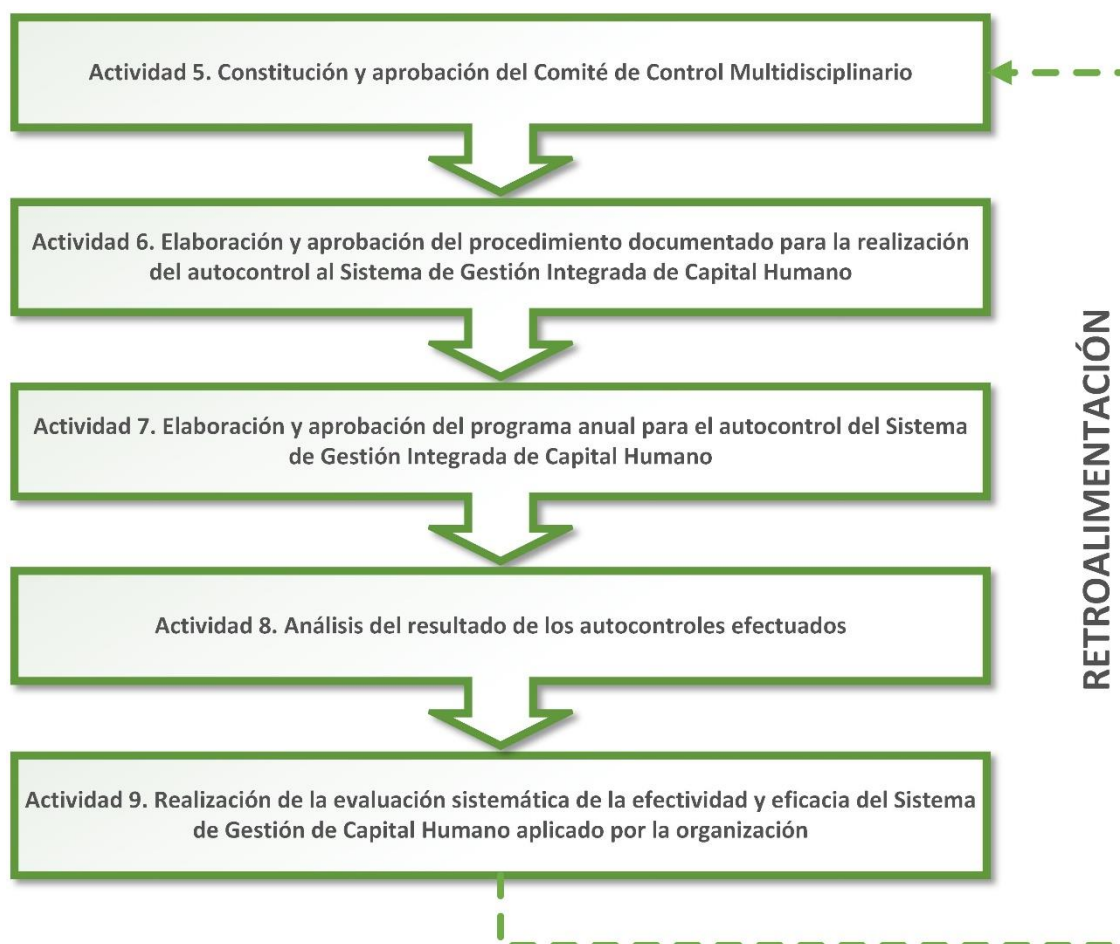 Actividad 5. Constitución y aprobación del Comité de Control Multidisciplinario
Actividad 6. Elaboración y aprobación del procedimiento documentado para la realización
del autocontrol al Sistema de Gestión Integrada de Capital Humano
Actividad 7. Elaboración y aprobación del programa anual para el autocontrol del Sistema
de Gestión Integrada de Capital Humano
Actividad 8. Análisis del resultado de los autocontroles efectuados
Actividad 9. Realización de la evaluación sistemática de la efectividad y eficacia del Sistema
de Gestión de Capital Humano aplicado por la organización
RETROALIMENTACIÓN